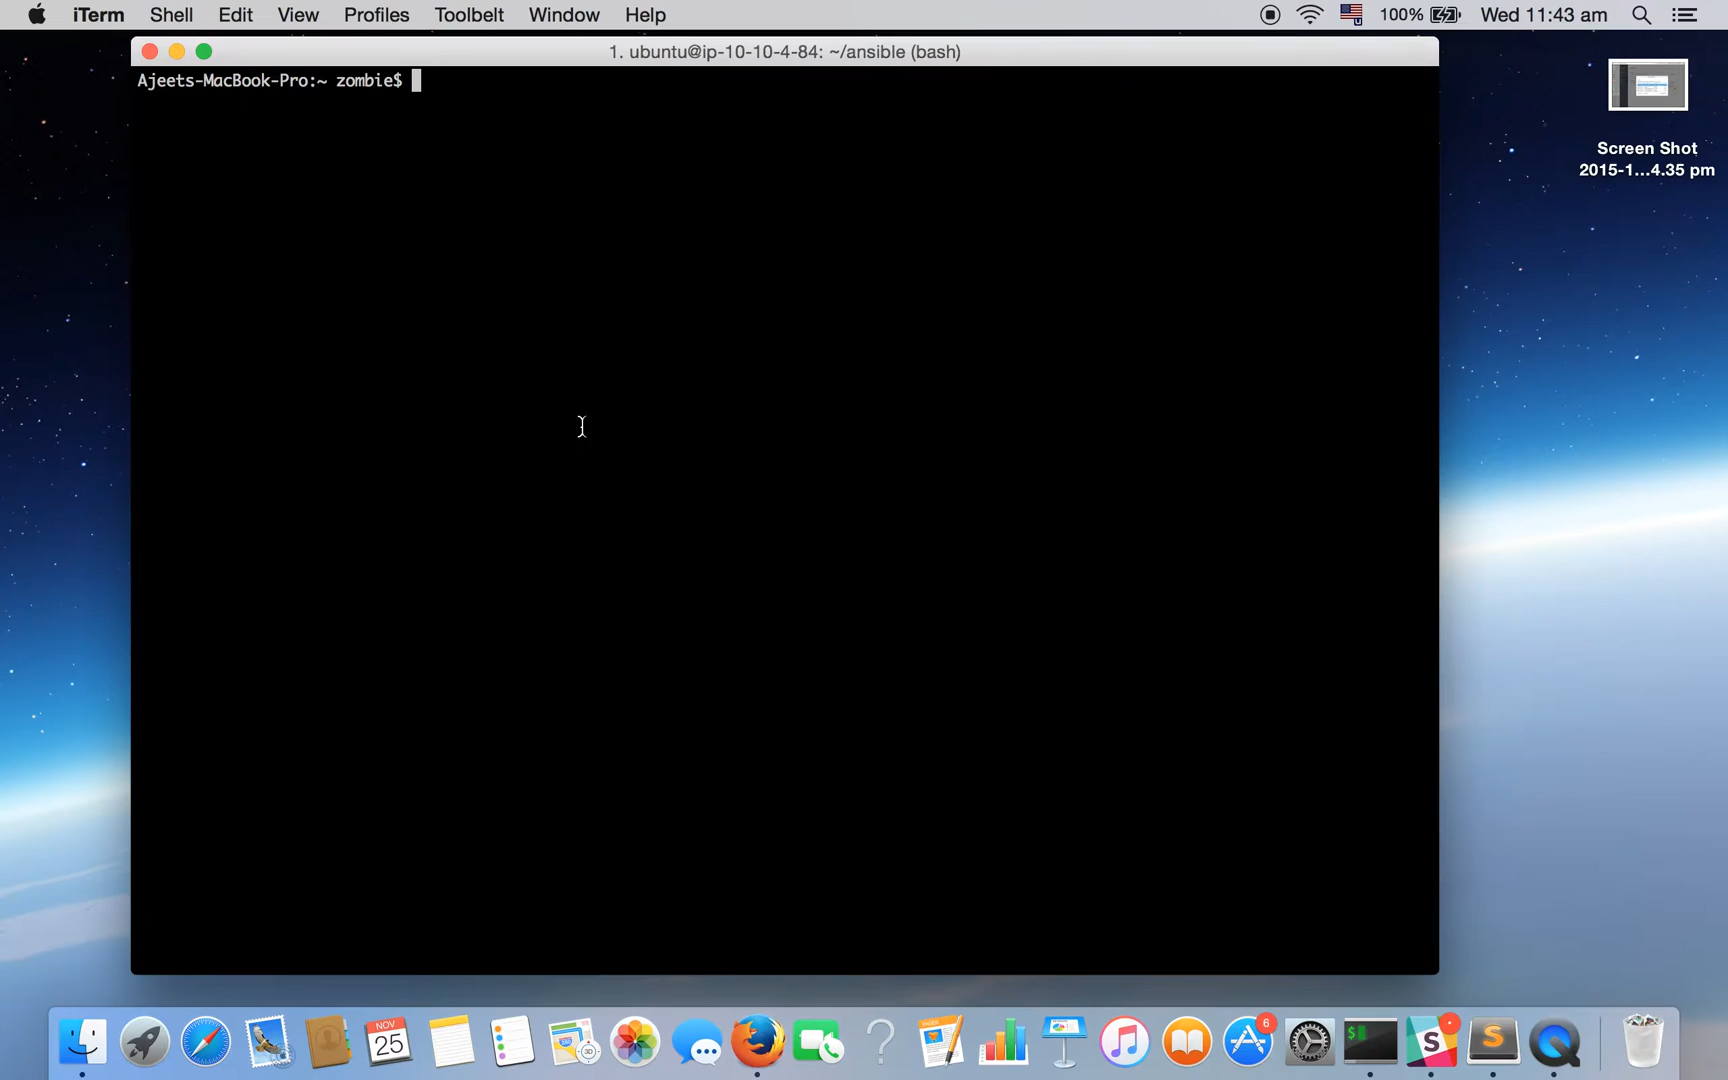 iTerm Shell Edit View Profiles Toolbelt Window Help 100% Wed 11:43 am
1. ubuntu@ip-10-10-4-84: ~/ansible (bash)
Ajeets-MacBook-Pro:~ zombie$
Screen Shot
2015-1...4.35 pm
NOV
25
3D
6
$
S
S